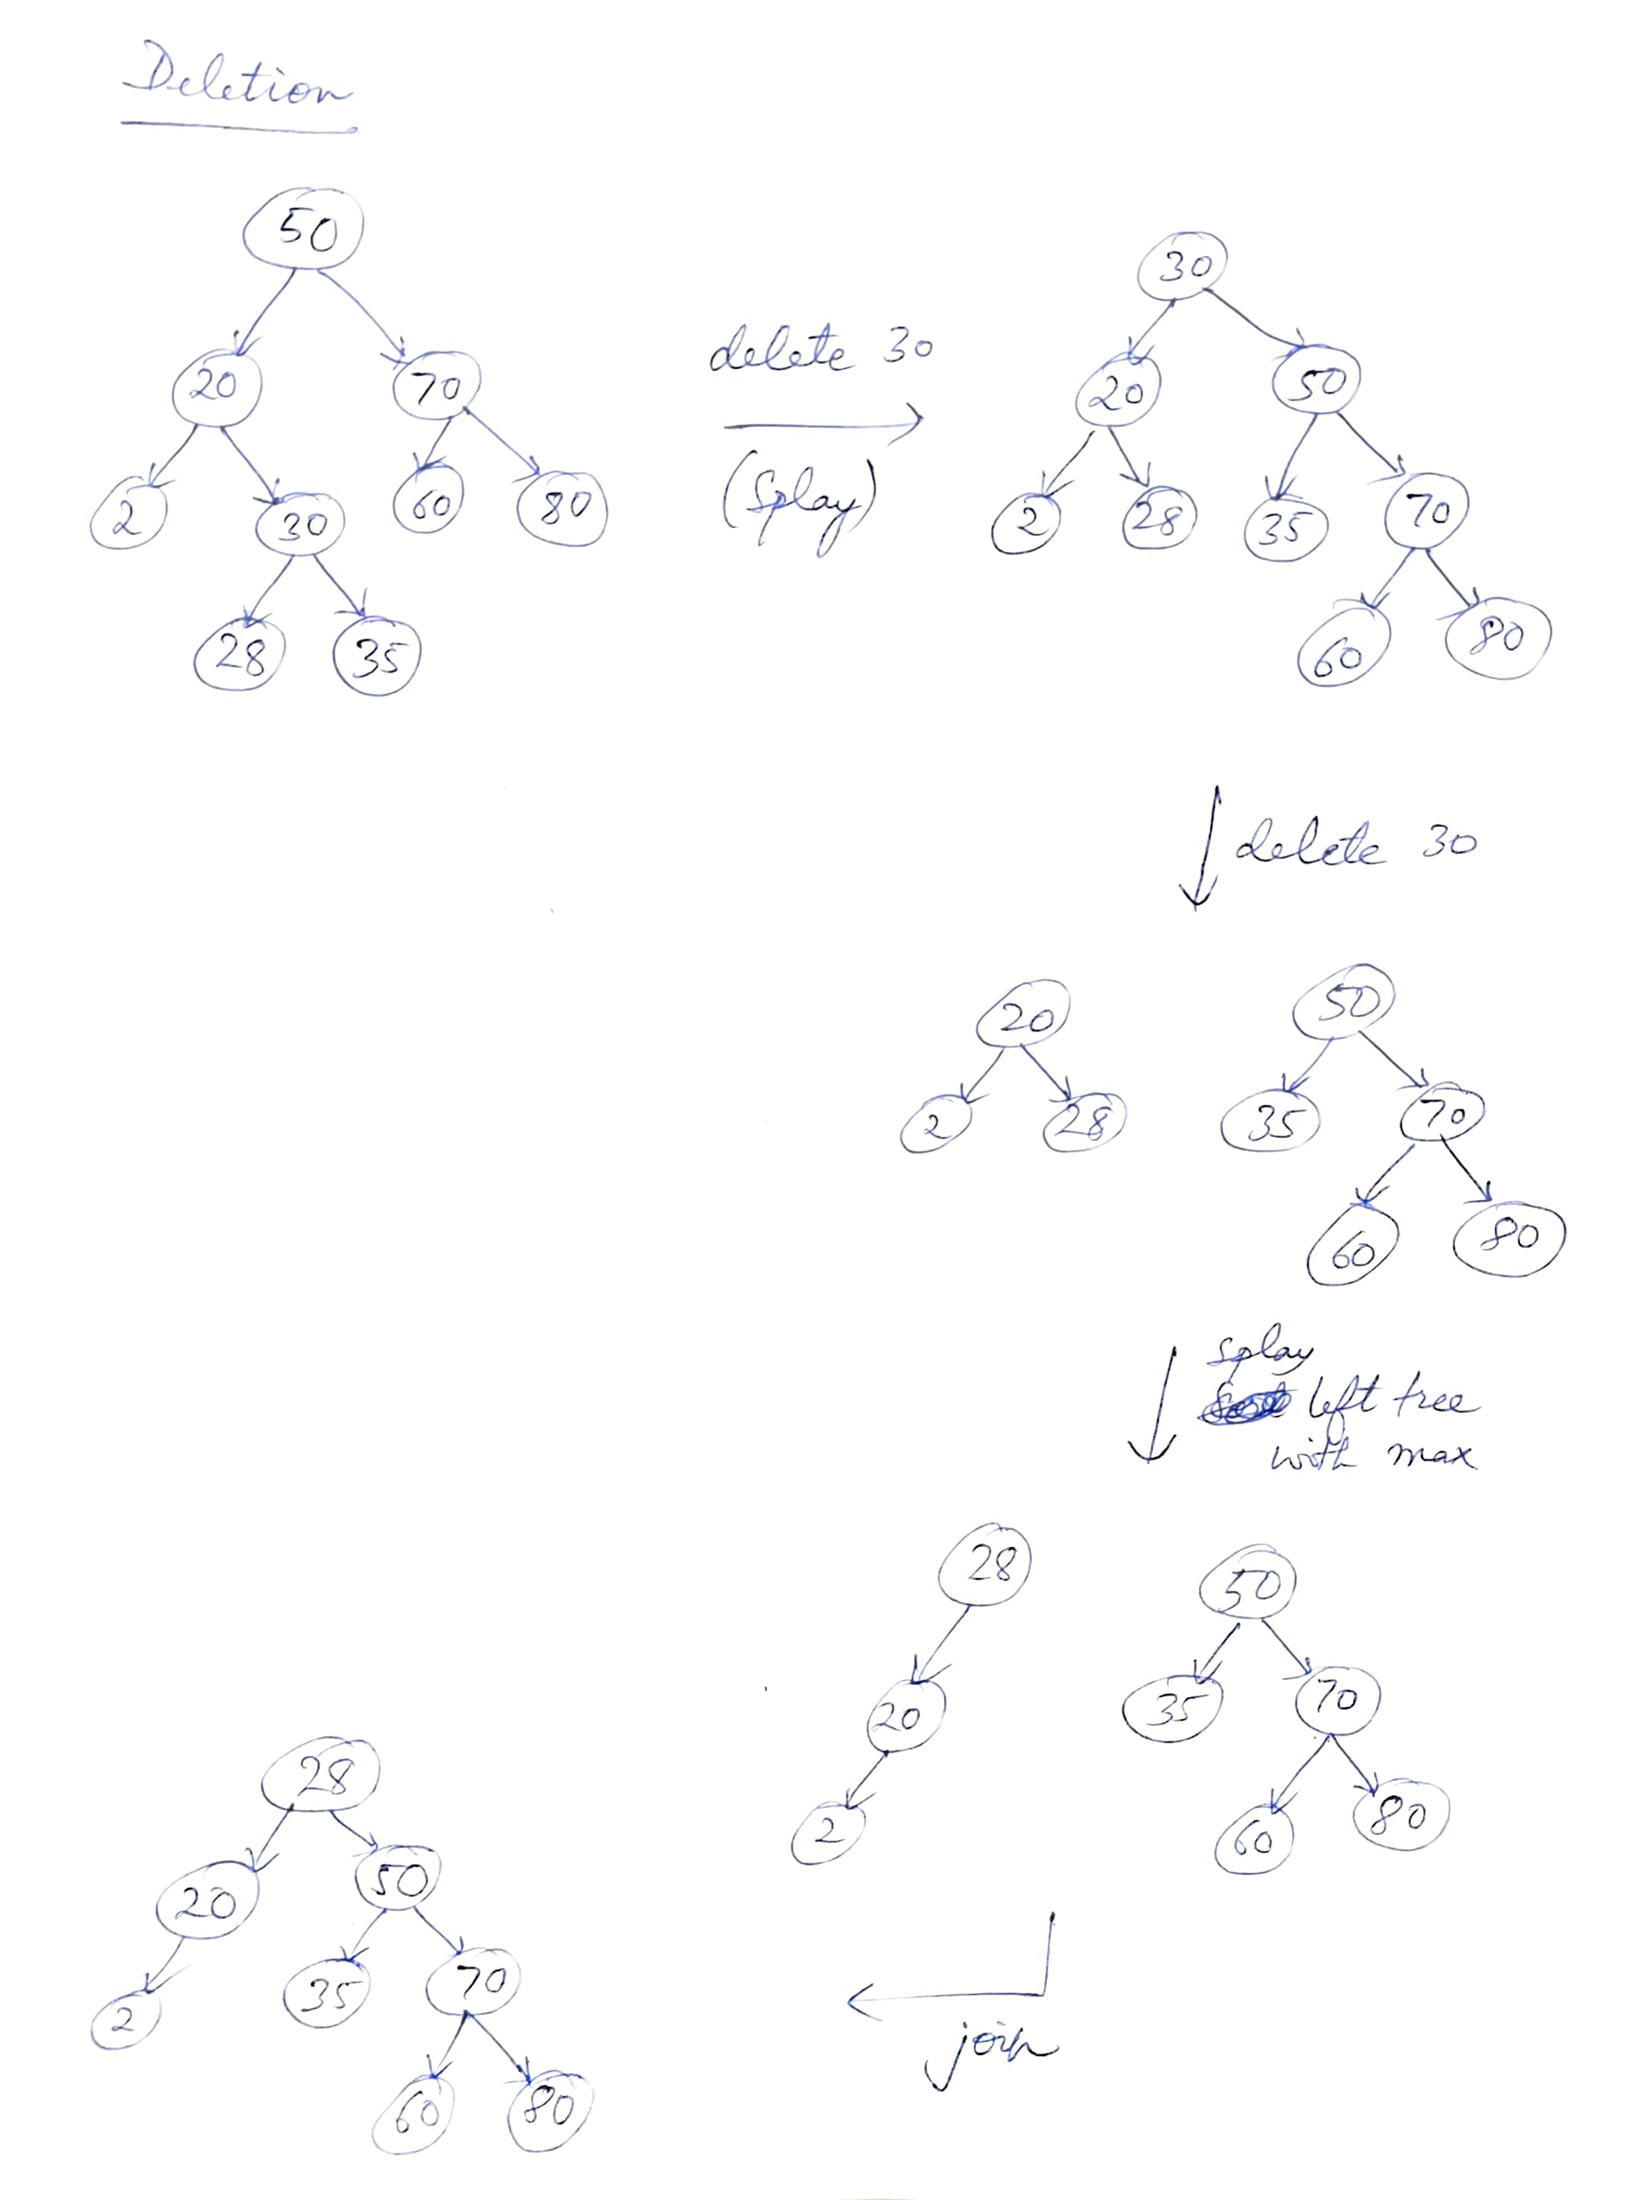 Deletion
50
20 70
2 30 60 80
28 35
delete 30
(Splay)
30
20 50
2 28 35 70
60 80
delete 30
20 50
2 28 35 70
60 80
splay
left tree
with max
28 50
20 35 70
2 60 80
join
28
20 50
2 35 70
60 80